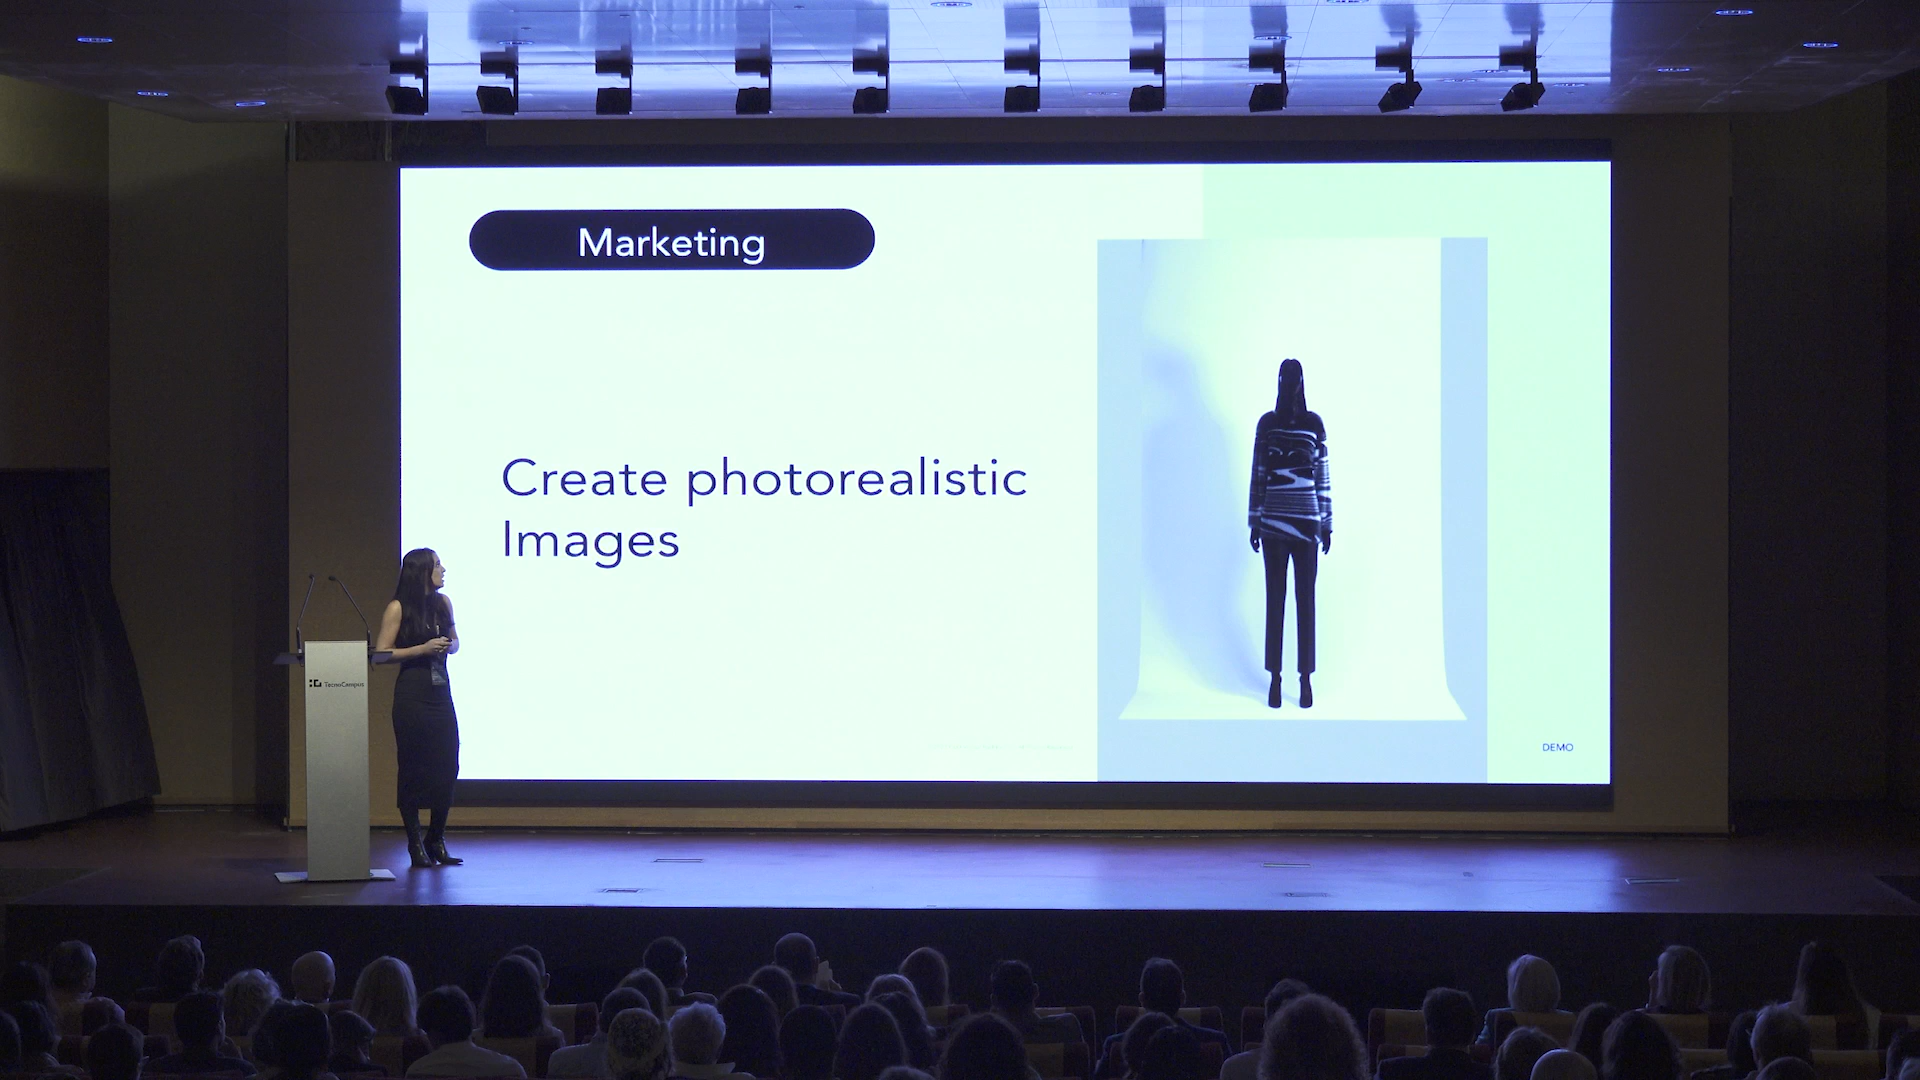 Marketing
Create photorealistic
Images
DEMO
TecnoCampus